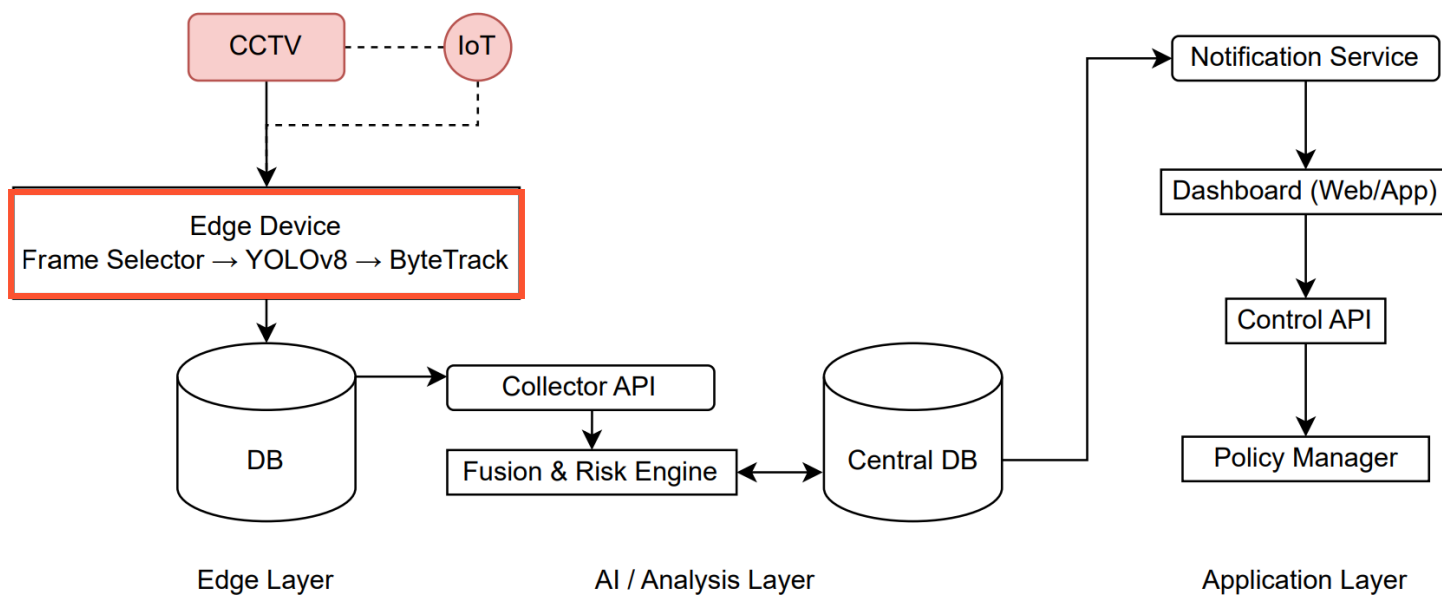 CCTV
IoT
Edge Device
Frame Selector → YOLOv8 → ByteTrack
DB
Collector API
Fusion & Risk Engine
Central DB
Notification Service
Dashboard (Web/App)
Control API
Policy Manager
Edge Layer
AI / Analysis Layer
Application Layer